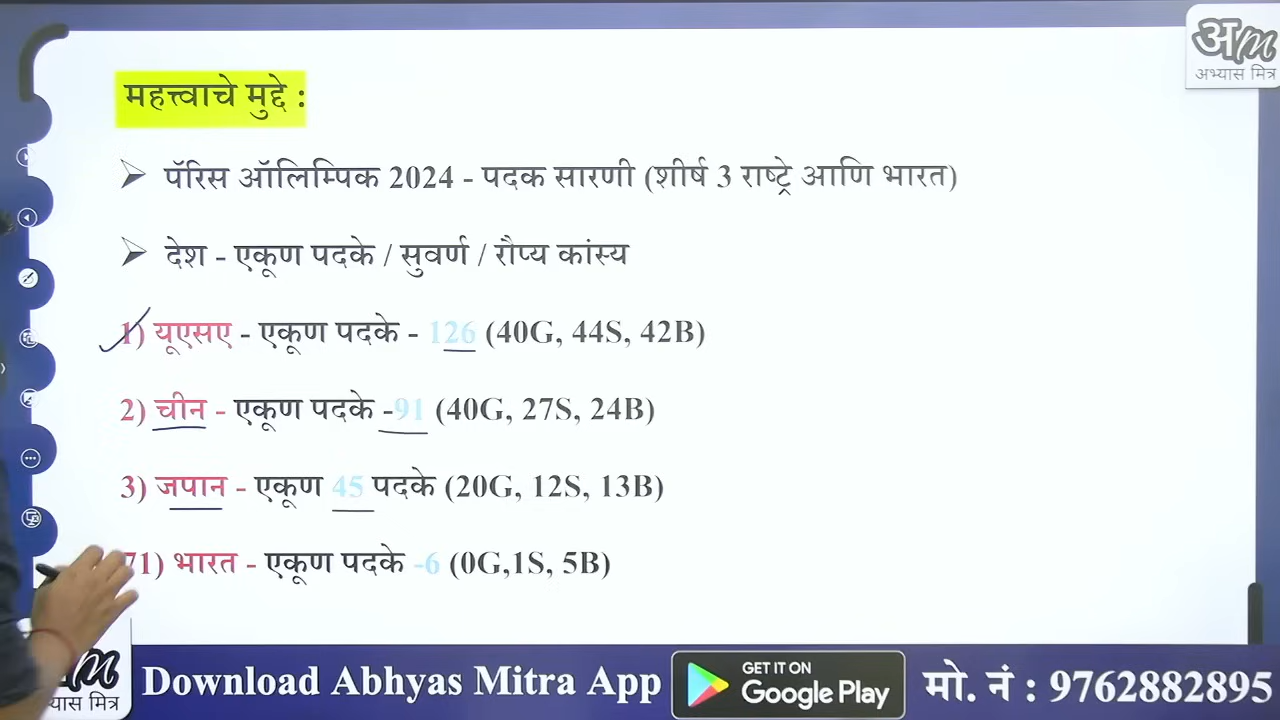 अm
अभ्यास मित्र
महत्त्वाचे मुद्दे :
पॅरिस ऑलिम्पिक 2024 - पदक सारणी (शीर्ष 3 राष्ट्रे आणि भारत)
देश - एकूण पदके / सुवर्ण / रौप्य कांस्य
1) यूएसए - एकूण पदके - 126 (40G, 44S, 42B)
2) चीन - एकूण पदके -91 (40G, 27S, 24B)
3) जपान - एकूण 45 पदके (20G, 12S, 13B)
71) भारत - एकूण पदके -6 (0G,1S, 5B)
Download Abhyas Mitra App
GET IT ON
Google Play
मो. नं : 9762882895